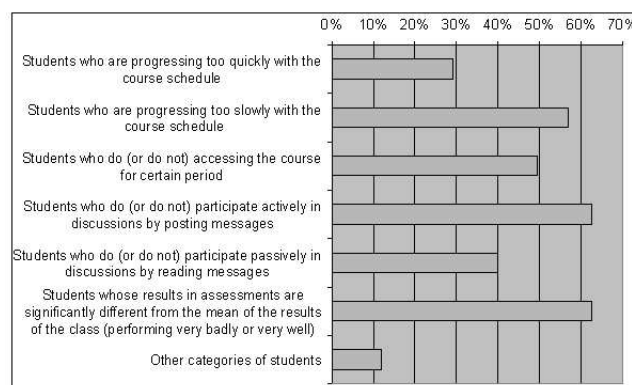 0% 10% 20% 30% 40% 50% 60% 70%
Students who are progressing too quickly with the
course schedule
Students who are progressing too slowly with the
course schedule
Students who do (or do not) accessing the course
for certain period
Students who do (or do not) participate actively in
discussions by posting messages
Students who do (or do not) participate passively in
discussions by reading messages
Students whose results in assessments are
significantly different from the mean of the results
of the class (performing very badly or very well)
Other categories of students